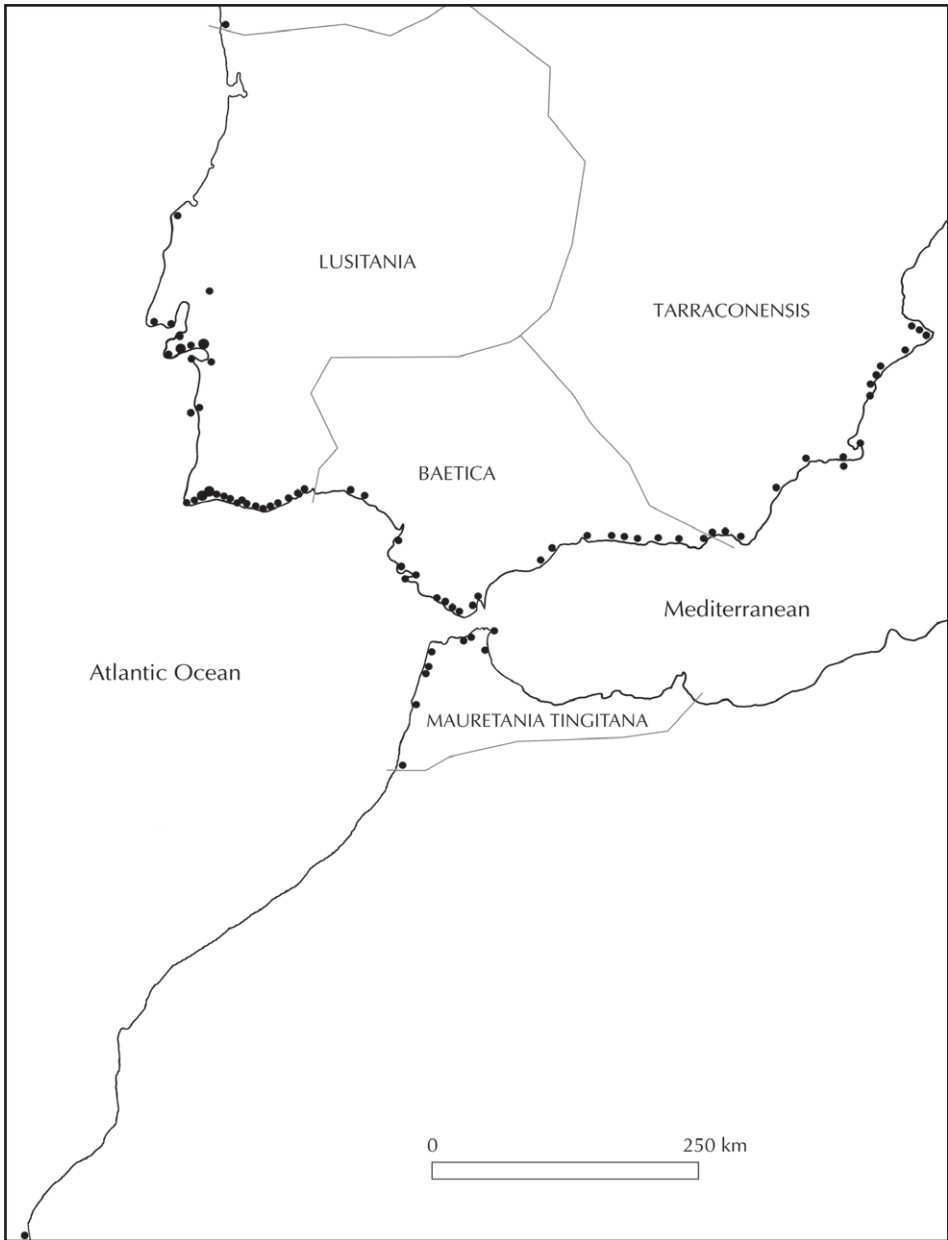 LUSITANIA
TARRACONENSIS
BAETICA
Mediterranean
Atlantic Ocean
MAURETANIA TINGITANA
0 250 km